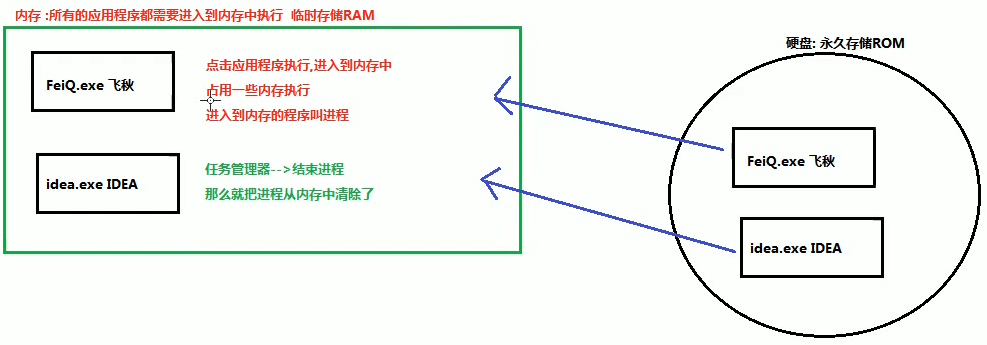 内存 :所有的应用程序都需要进入到内存中执行  临时存储RAM
硬盘: 永久存储ROM
FeiQ.exe 飞秋
点击应用程序执行,进入到内存中
占用一些内存执行
进入到内存的程序叫进程
idea.exe IDEA
任务管理器-->结束进程
那么就把进程从内存中清除了
FeiQ.exe 飞秋
idea.exe IDEA